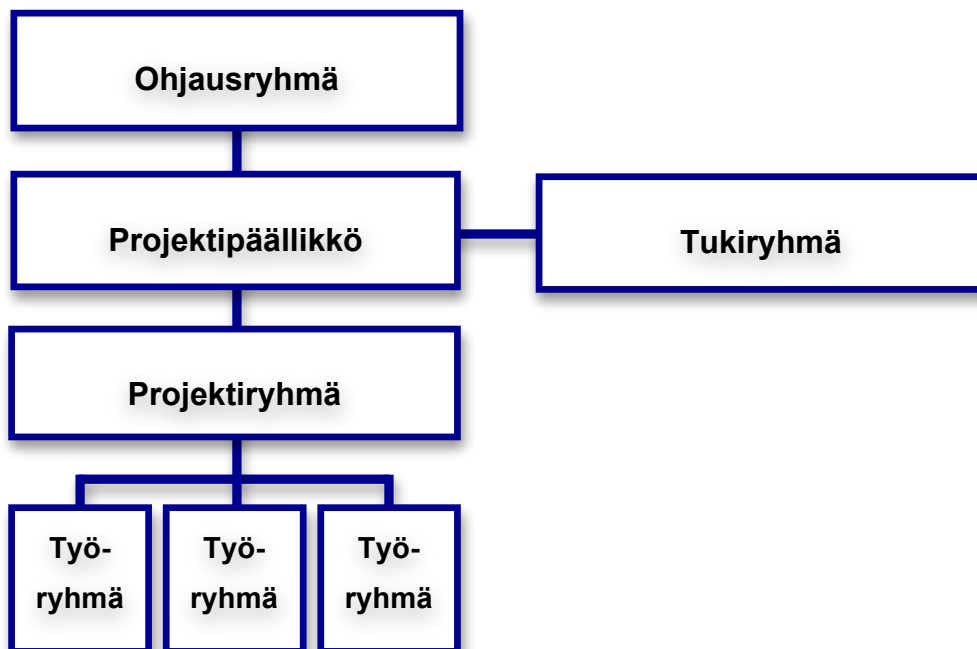 Ohjausryhmä
Projektipäällikkö
Tukiryhmä
Projektiryhmä
Työ-
ryhmä
Työ-
ryhmä
Työ-
ryhmä